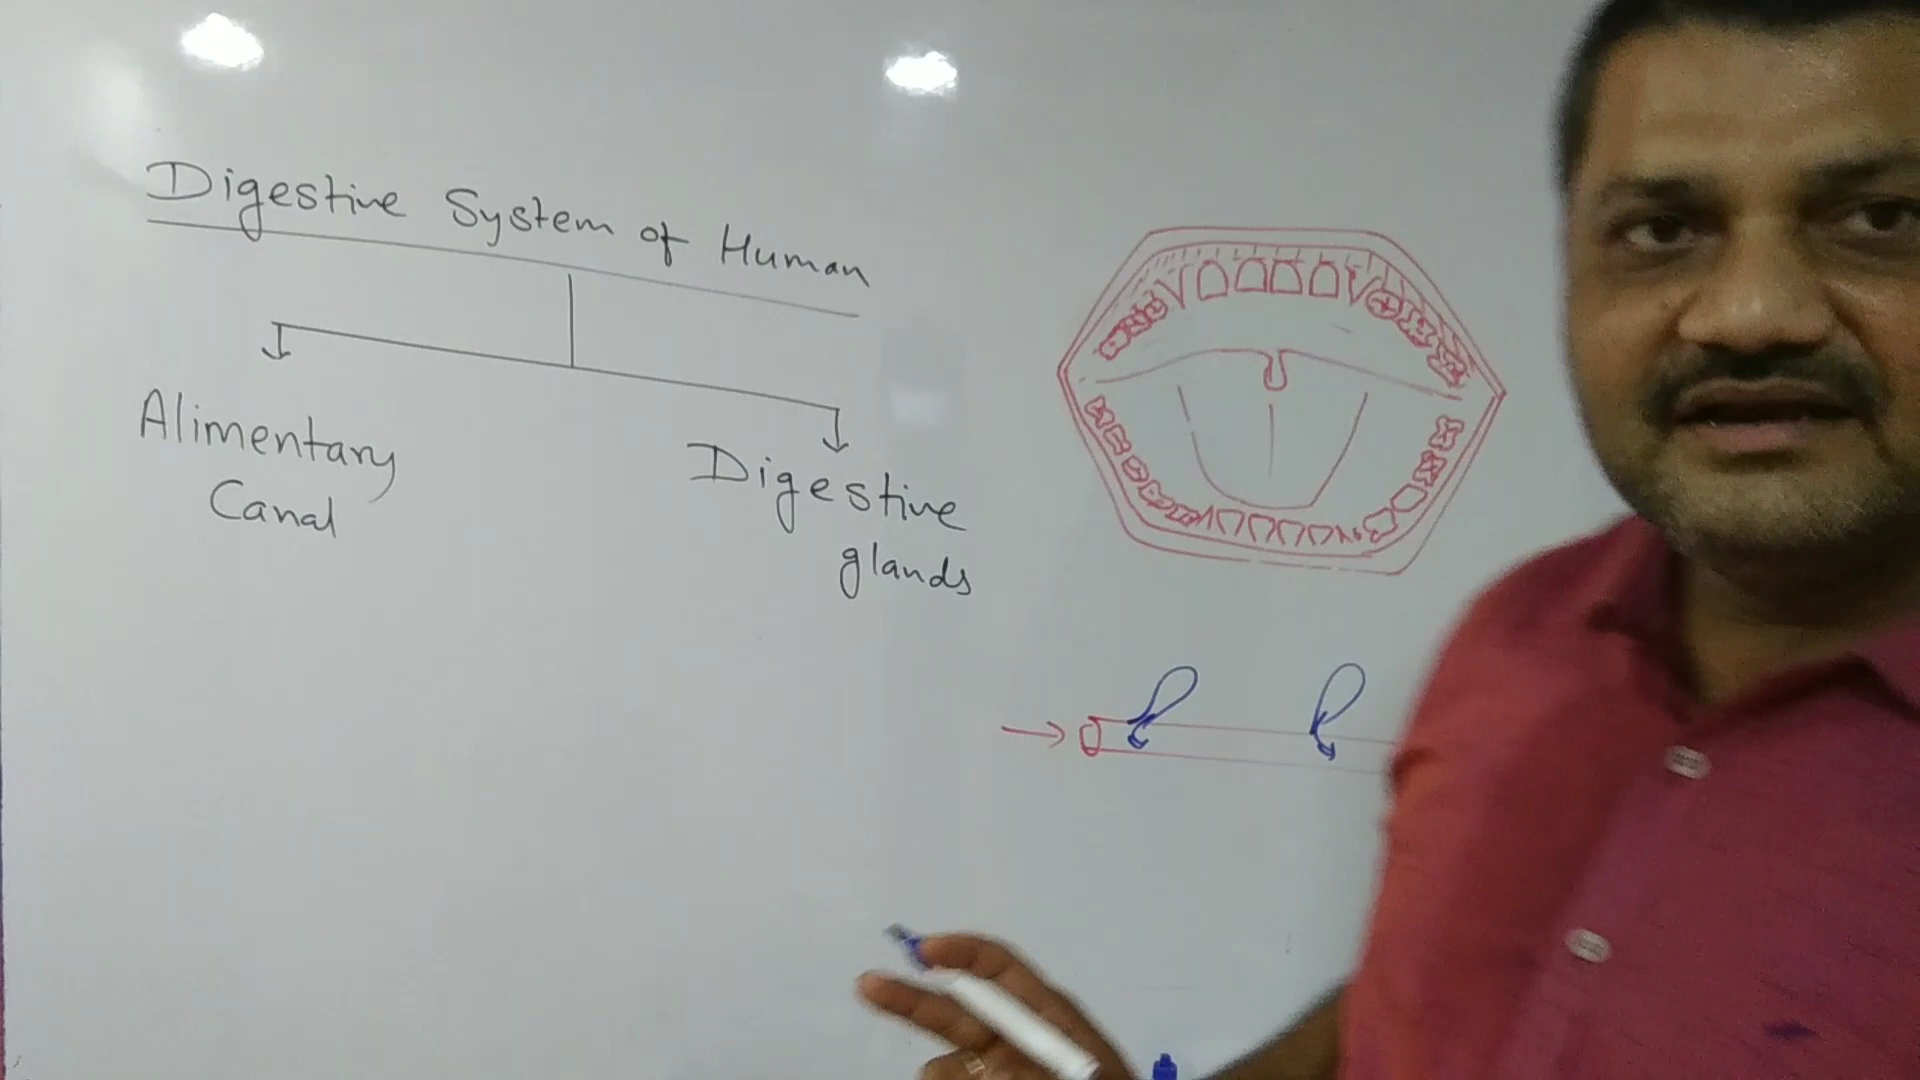 Digestive System of Human
Alimentary
Canal
Digestive
glands